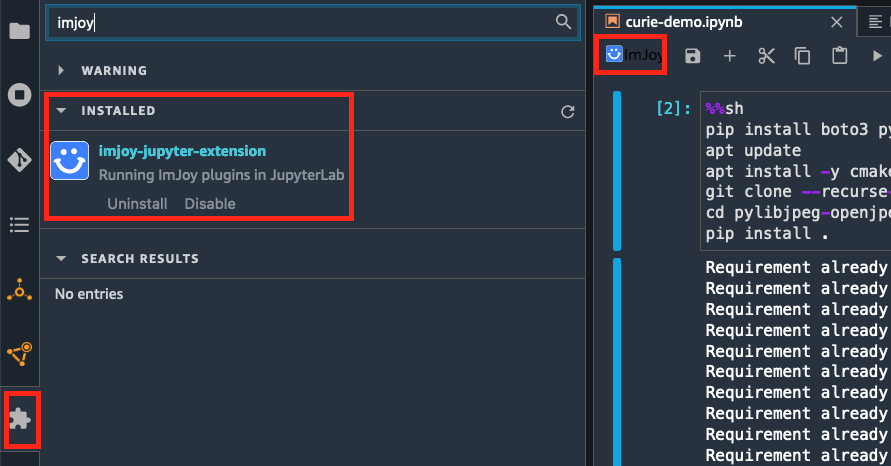 imjoy
WARNING
INSTALLED
imjoy-jupyter-extension
Running ImJoy plugins in JupyterLab
Uninstall Disable
SEARCH RESULTS
No entries
curie-demo.ipynb
ImJoy
[2]:
%%sh
pip install boto3 py
apt update
apt install -y cmake
git clone --recurse-
cd pylibjpeg-openjpe
pip install .
Requirement already
Requirement already
Requirement already
Requirement already
Requirement already
Requirement already
Requirement already
Requirement already
Requirement already
Requirement already